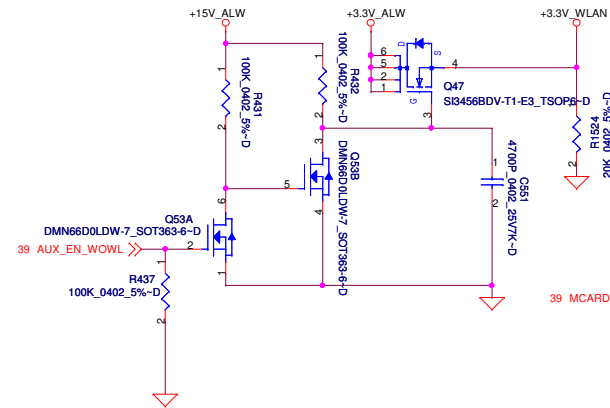 +15V_ALW
+3.3V_ALW
+3.3V_WLAN
1
100K_0402_5%~D
R431
2
1
100K_0402_5%~D
R432
2
6
5
2
1
D
S
4
G
3
Q47
SI3456BDV-T1-E3_TSOP6~D
1
R1524
20K_0402_5%~D
2
3
Q53B
DMN66D0LDW-7_SOT363-6~D
5
4
1
C551
4700P_0402_25V7K~D
2
6
Q53A
DMN66D0LDW-7_SOT363-6~D
39 AUX_EN_WOWL
2
1
1
R437
100K_0402_5%~D
2
39 MCARD